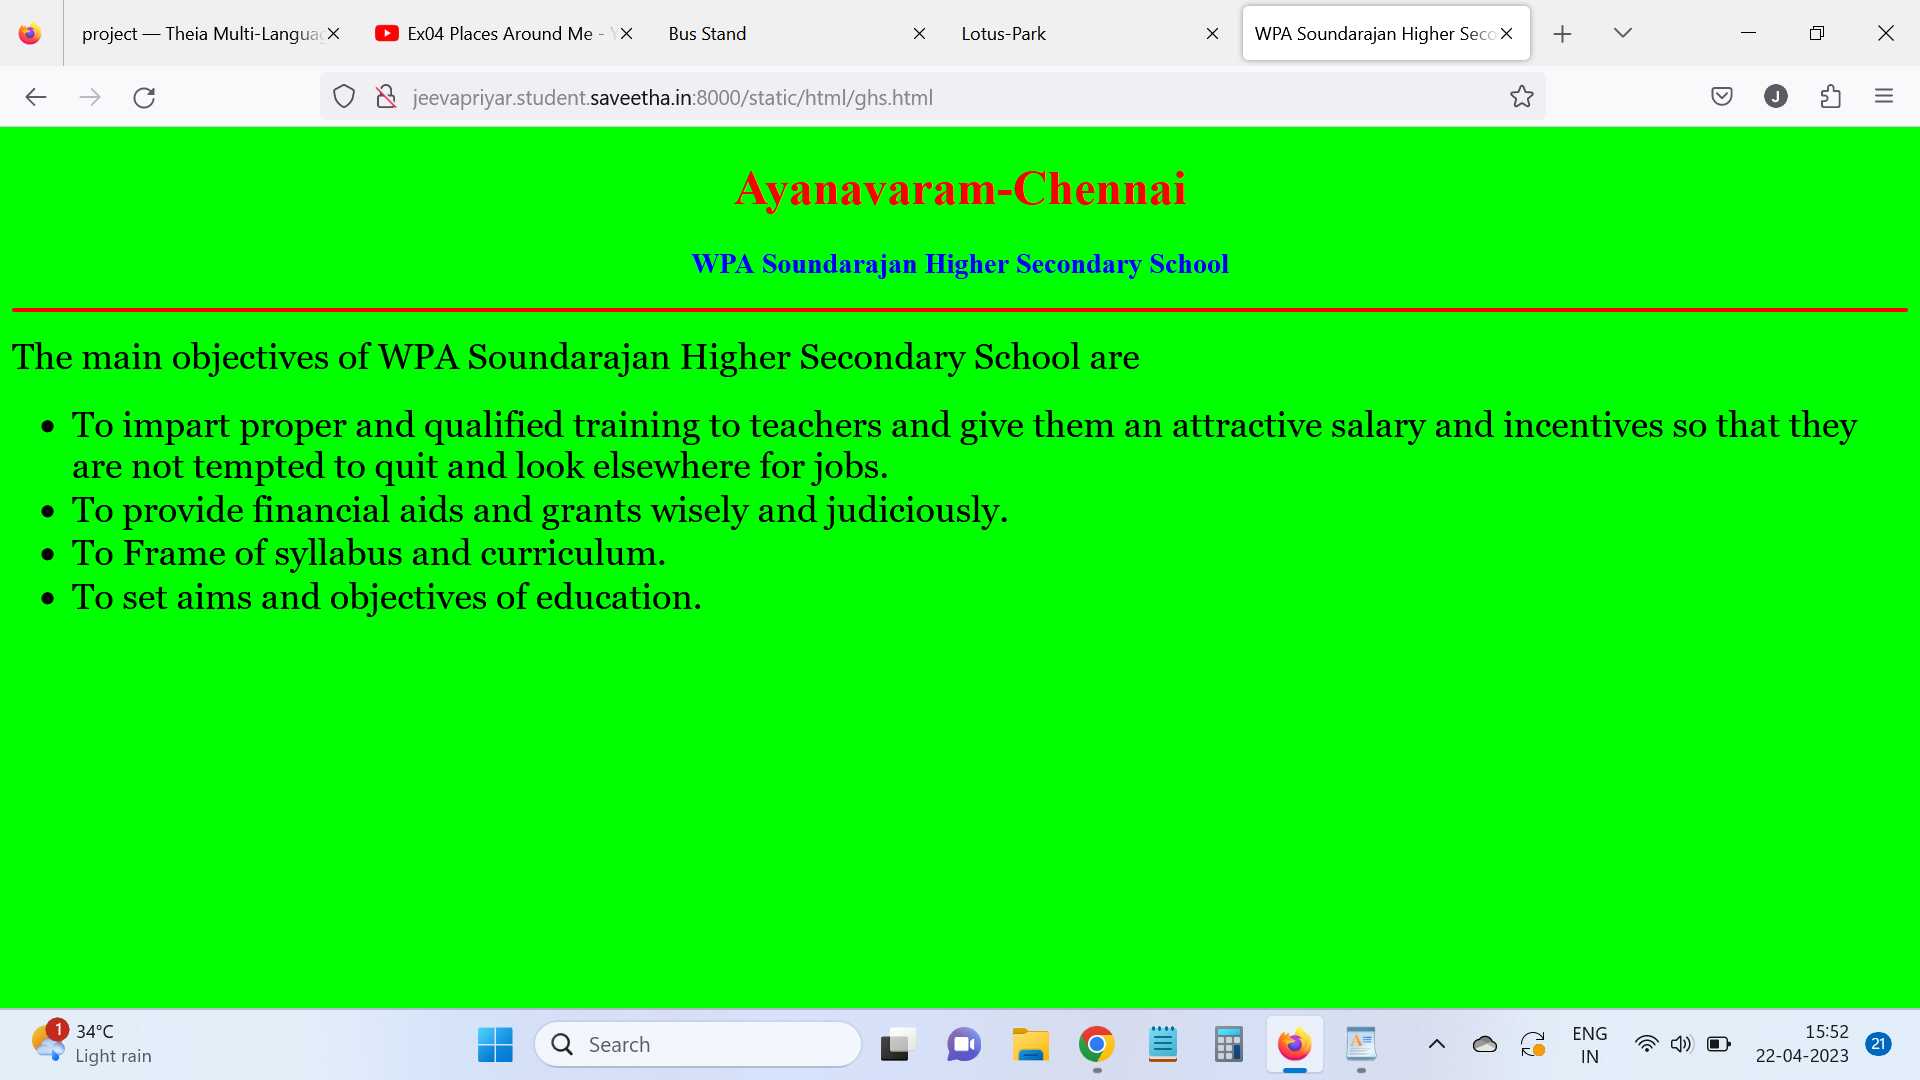 project — Theia Multi-Langua
Ex04 Places Around Me -
Bus Stand
Lotus-Park
WPA Soundarajan Higher Seco
jeevapriyar.student.saveetha.in:8000/static/html/ghs.html
J
Ayanavaram-Chennai
WPA Soundarajan Higher Secondary School
The main objectives of WPA Soundarajan Higher Secondary School are
• To impart proper and qualified training to teachers and give them an attractive salary and incentives so that they
are not tempted to quit and look elsewhere for jobs.
• To provide financial aids and grants wisely and judiciously.
• To Frame of syllabus and curriculum.
• To set aims and objectives of education.
1
34°C
Light rain
Search
ENG
IN
15:52
22-04-2023
21